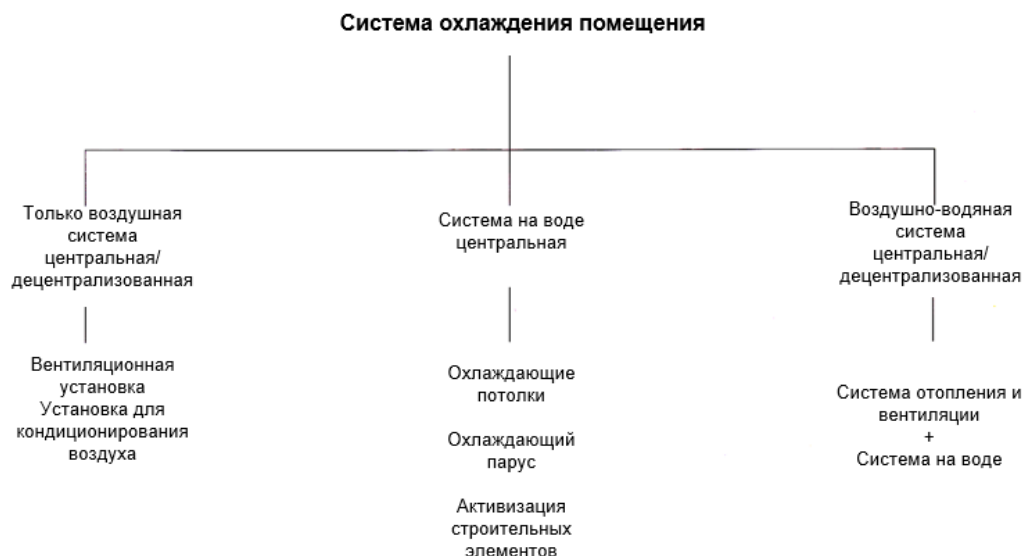 Система охлаждения помещения
Только воздушная
система
центральная/
децентрализованная
Система на воде
центральная
Воздушно-водяная
система
центральная/
децентрализованная
Вентиляционная
установка
Установка для
кондиционирования
воздуха
Охлаждающие
потолки
Охлаждающий
парус
Активизация
строительных
элементов
Система отопления и
вентиляции
+
Система на воде